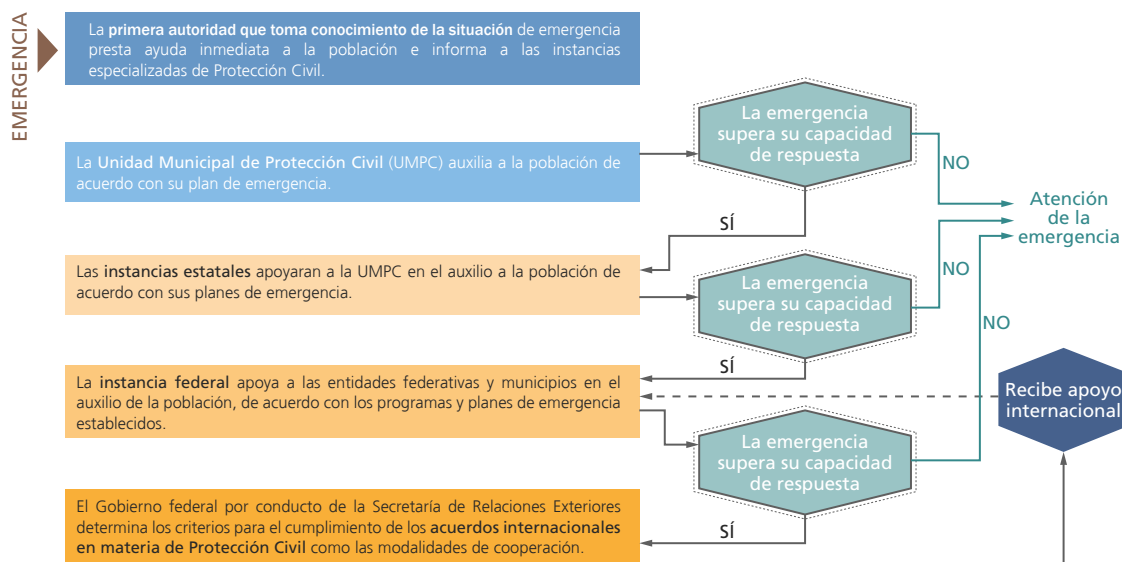 EMERGENCIA
La primera autoridad que toma conocimiento de la situación de emergencia
presta ayuda inmediata a la población e informa a las instancias
especializadas de Protección Civil.
La Unidad Municipal de Protección Civil (UMPC) auxilia a la población de
acuerdo con su plan de emergencia.
La emergencia
supera su capacidad
de respuesta
NO
SÍ
Atención
de la
emergencia
Las instancias estatales apoyaran a la UMPC en el auxilio a la población de
acuerdo con sus planes de emergencia.
La emergencia
supera su capacidad
de respuesta
NO
SÍ
La instancia federal apoya a las entidades federativas y municipios en el
auxilio de la población, de acuerdo con los programas y planes de emergencia
establecidos.
La emergencia
supera su capacidad
de respuesta
NO
SÍ
Recibe apoyo
internacional
El Gobierno federal por conducto de la Secretaría de Relaciones Exteriores
determina los criterios para el cumplimiento de los acuerdos internacionales
en materia de Protección Civil como las modalidades de cooperación.